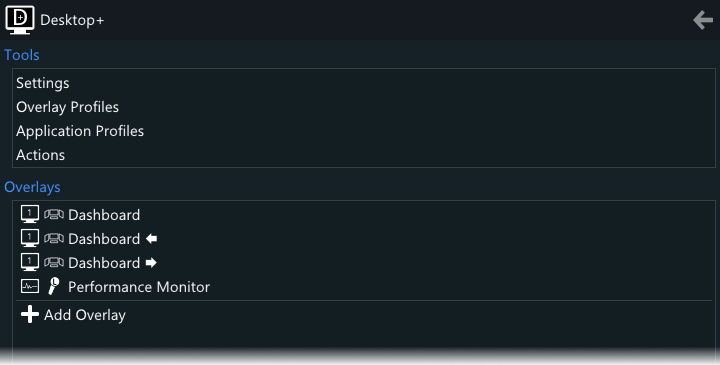 D+
Desktop+
Tools
Settings
Overlay Profiles
Application Profiles
Actions
Overlays
1 Dashboard
1 Dashboard
1 Dashboard
Performance Monitor
Add Overlay